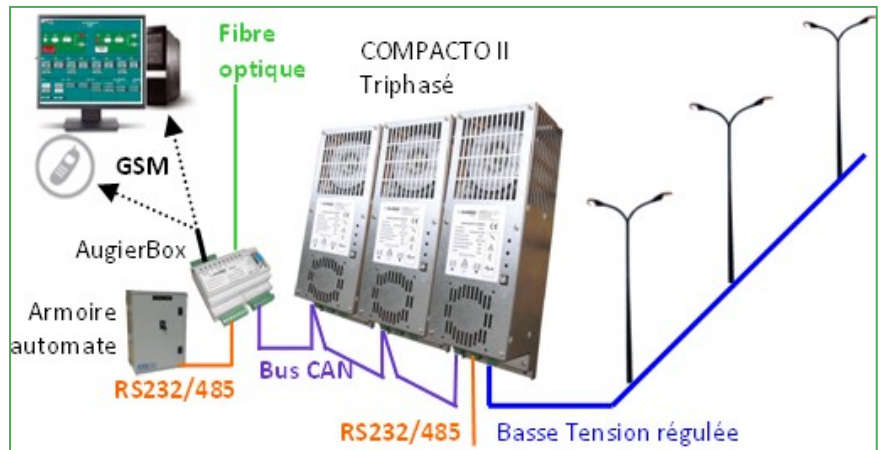 Fibre
optique
COMPACTO II
Triphasé
GSM
AugierBox
Armoire
automate
RS232/485
Bus CAN
RS232/485
Basse Tension régulée